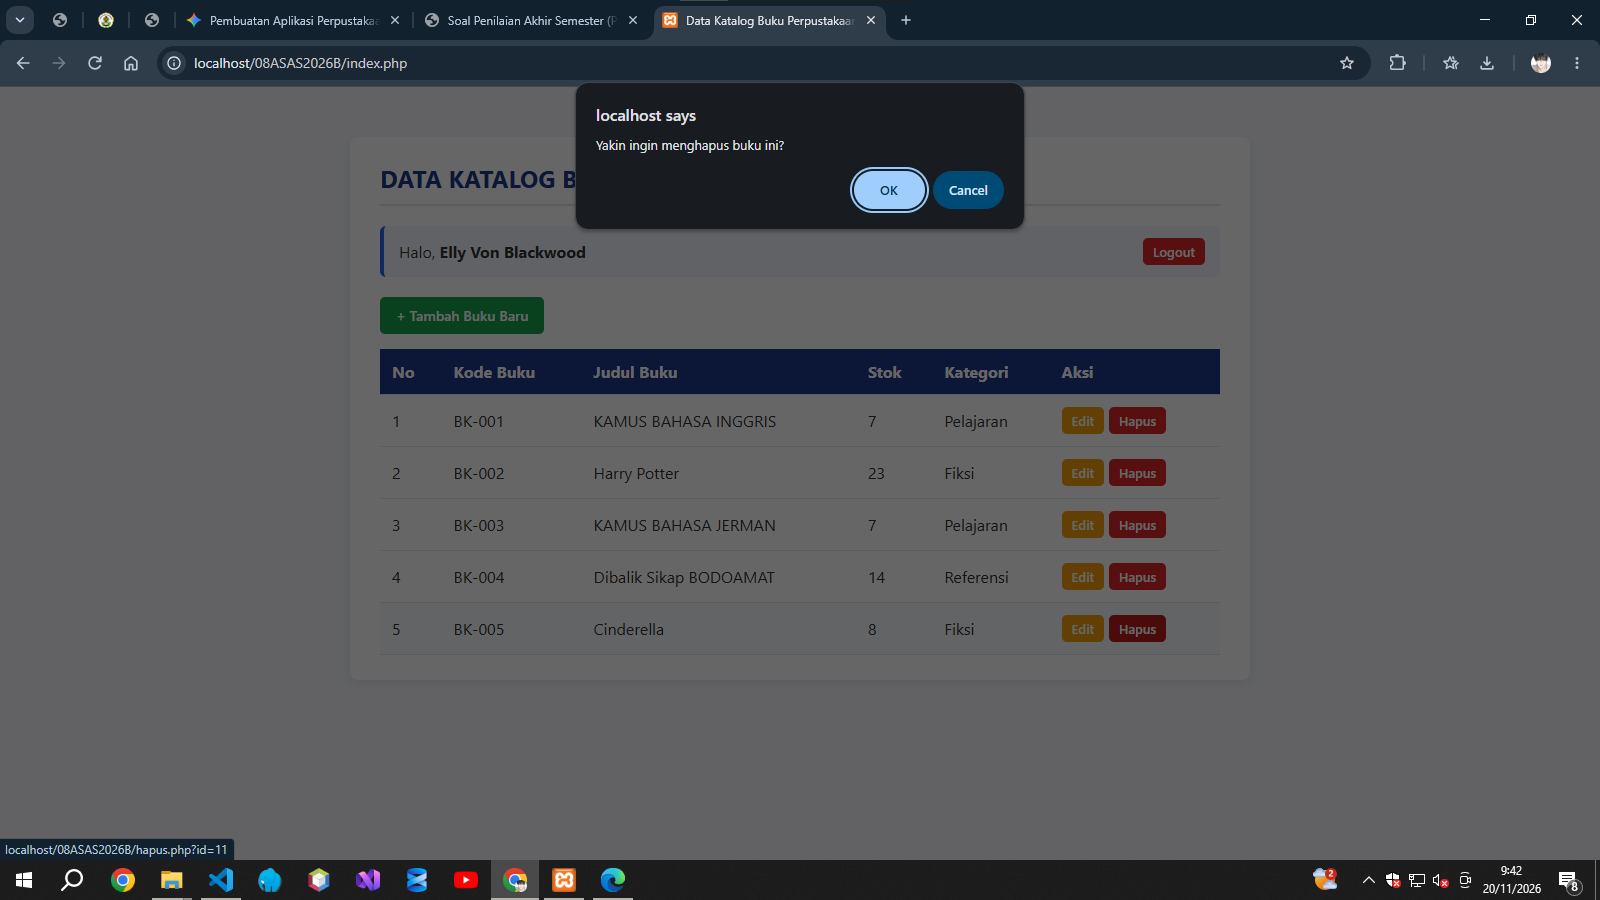 Pembuatan Aplikasi Perpustakaa
Soal Penilaian Akhir Semester (P
Data Katalog Buku Perpustakaan
localhost/08ASAS2026B/index.php
localhost says
Yakin ingin menghapus buku ini?
OK
Cancel
DATA KATALOG B
Halo, Elly Von Blackwood
Logout
+ Tambah Buku Baru
No Kode Buku Judul Buku Stok Kategori Aksi
1 BK-001 KAMUS BAHASA INGGRIS 7 Pelajaran Edit Hapus
2 BK-002 Harry Potter 23 Fiksi Edit Hapus
3 BK-003 KAMUS BAHASA JERMAN 7 Pelajaran Edit Hapus
4 BK-004 Dibalik Sikap BODOAMAT 14 Referensi Edit Hapus
5 BK-005 Cinderella 8 Fiksi Edit Hapus
localhost/08ASAS2026B/hapus.php?id=11
2
9:42
20/11/2026
8